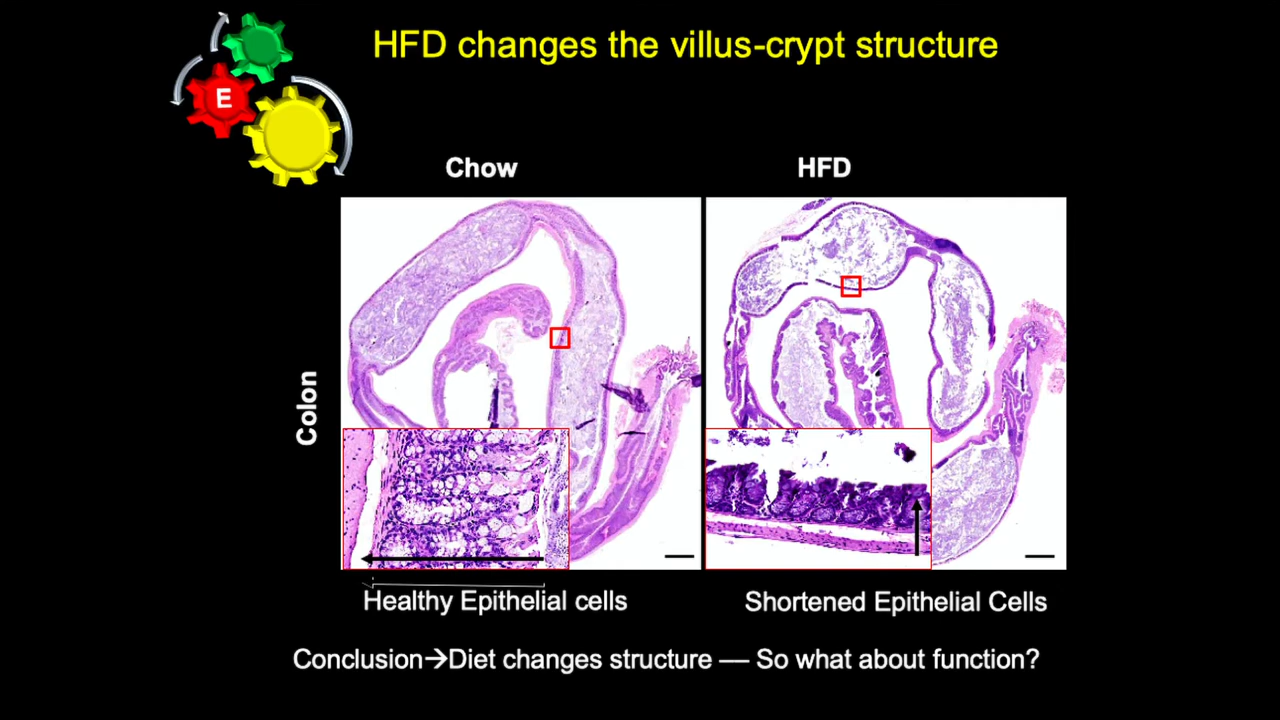 HFD changes the villus-crypt structure
E
Chow
HFD
Colon
Healthy Epithelial cells
Shortened Epithelial Cells
Conclusion→Diet changes structure — So what about function?